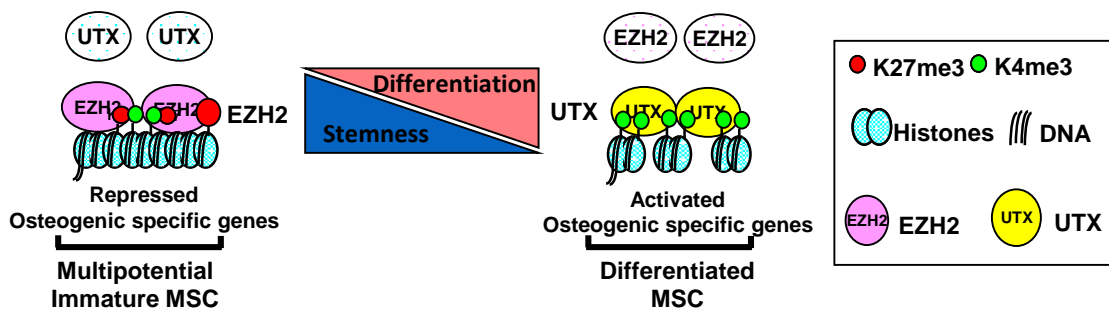 UTX UTX
EZH2 EZH2
EZH2
Repressed
Osteogenic specific genes
Multipotential
Immature MSC
Differentiation
Stemness
EZH2 EZH2
UTX
UTX UTX
Activated
Osteogenic specific genes
Differentiated
MSC
K27me3 K4me3
Histones DNA
EZH2 EZH2
UTX UTX